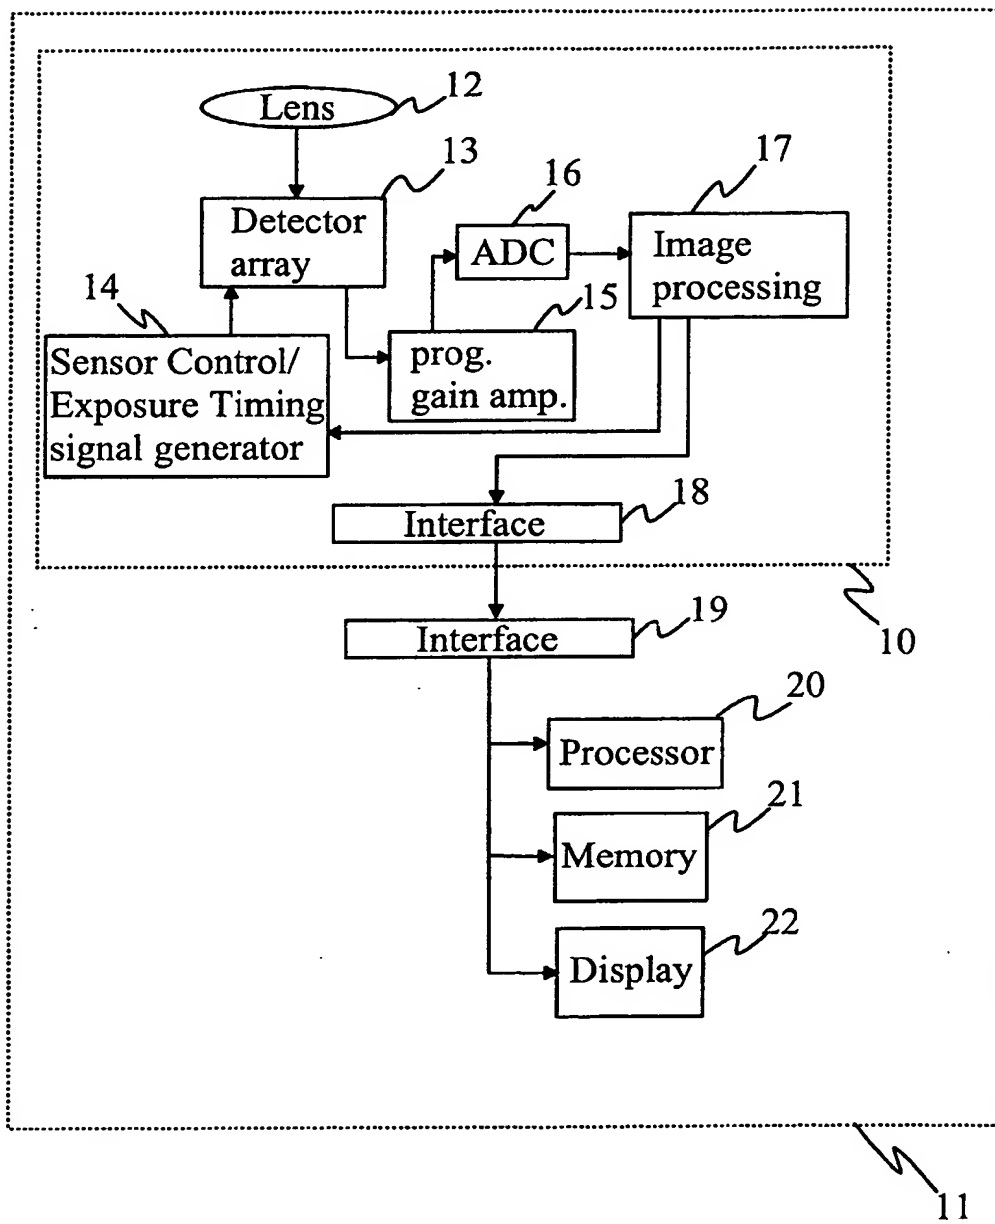 Lens
12
13
Detector
array
16
ADC
17
Image
processing
14
Sensor Control/
Exposure Timing
signal generator
15
prog.
gain amp.
Interface
18
10
Interface
19
20
Processor
21
Memory
22
Display
11